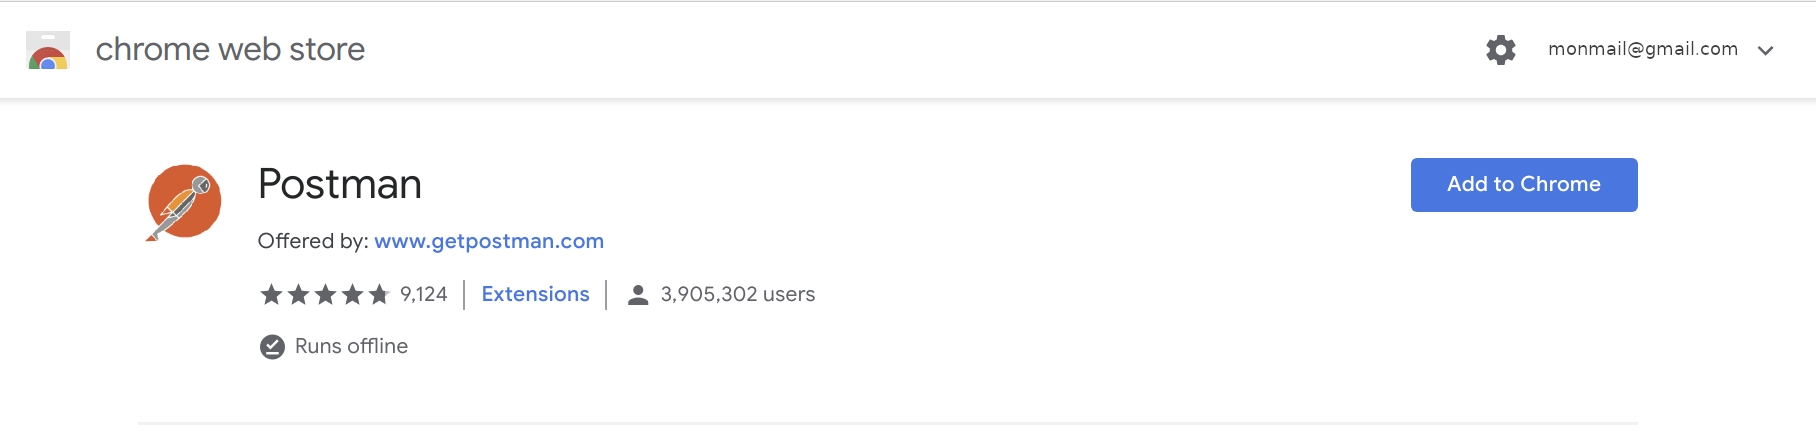 chrome web store
monmail@gmail.com
Postman
Add to Chrome
Offered by: www.getpostman.com
9,124 Extensions 3,905,302 users
Runs offline